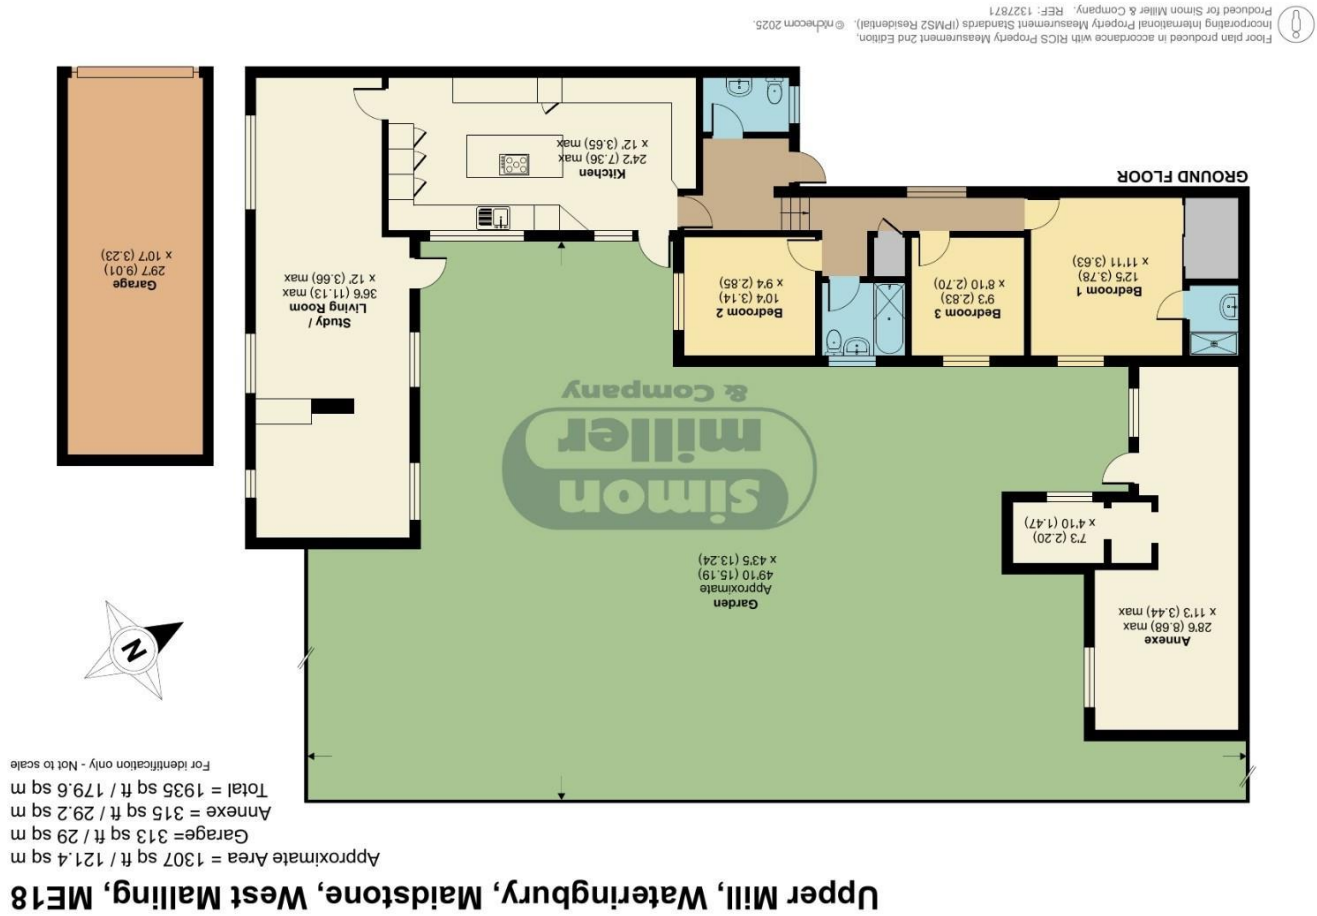 Upper Mill, Wateringbury, Maidstone, West Malling, ME18
Approximate Area = 1307 sq ft / 121.4 sq m
Garage= 313 sq ft / 29 sq m
Annexe = 315 sq ft / 29.2 sq m
Total = 1935 sq ft / 179.6 sq m
For identification only - Not to scale
N
Annexe
28'6 (8.68) max
x 11'3 (3.44) max
7'3 (2.20)
x 4'10 (1.47)
Garden
Approximate
49'10 (15.19)
x 43'5 (13.24)
simon
miller
& Company
Study /
Living Room
36'6 (11.13) max
x 12' (3.66) max
Garage
29'7 (9.01)
x 10'7 (3.23)
Bedroom 1
12'5 (3.78)
x 11'11 (3.63)
Bedroom 3
9'3 (2.83)
x 8'10 (2.70)
Bedroom 2
10'4 (3.14)
x 9'4 (2.85)
Kitchen
24'2 (7.36) max
x 12' (3.65) max
GROUND FLOOR
Floor plan produced in accordance with RICS Property Measurement 2nd Edition,
Incorporating International Property Measurement Standards (IPMS2 Residential). © nichecom 2025.
Produced for Simon Miller & Company. REF: 1327871